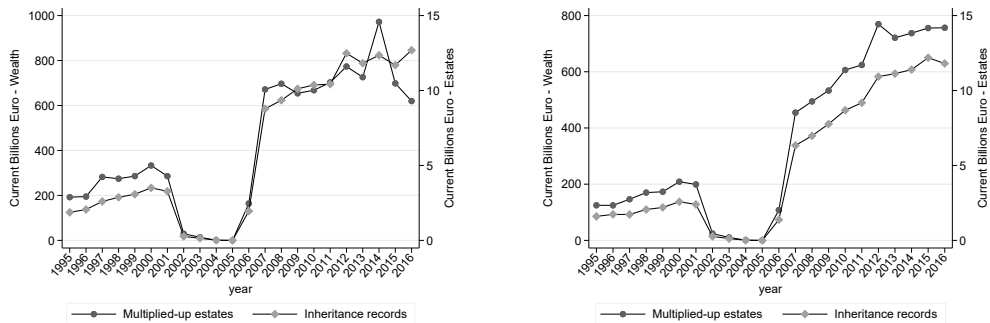 Current Billions Euro - Wealth
1000
800
600
400
200
0
15
10
5
0
Current Billions Euro - Estates
1995 1996 1997 1998 1999 2000 2001 2002 2003 2004 2005 2006 2007 2008 2009 2010 2011 2012 2013 2014 2015 2016
year
Multiplied-up estates Inheritance records
Current Billions Euro - Wealth
800
600
400
200
0
15
10
5
0
Current Billions Euro - Estates
1995 1996 1997 1998 1999 2000 2001 2002 2003 2004 2005 2006 2007 2008 2009 2010 2011 2012 2013 2014 2015 2016
year
Multiplied-up estates Inheritance records